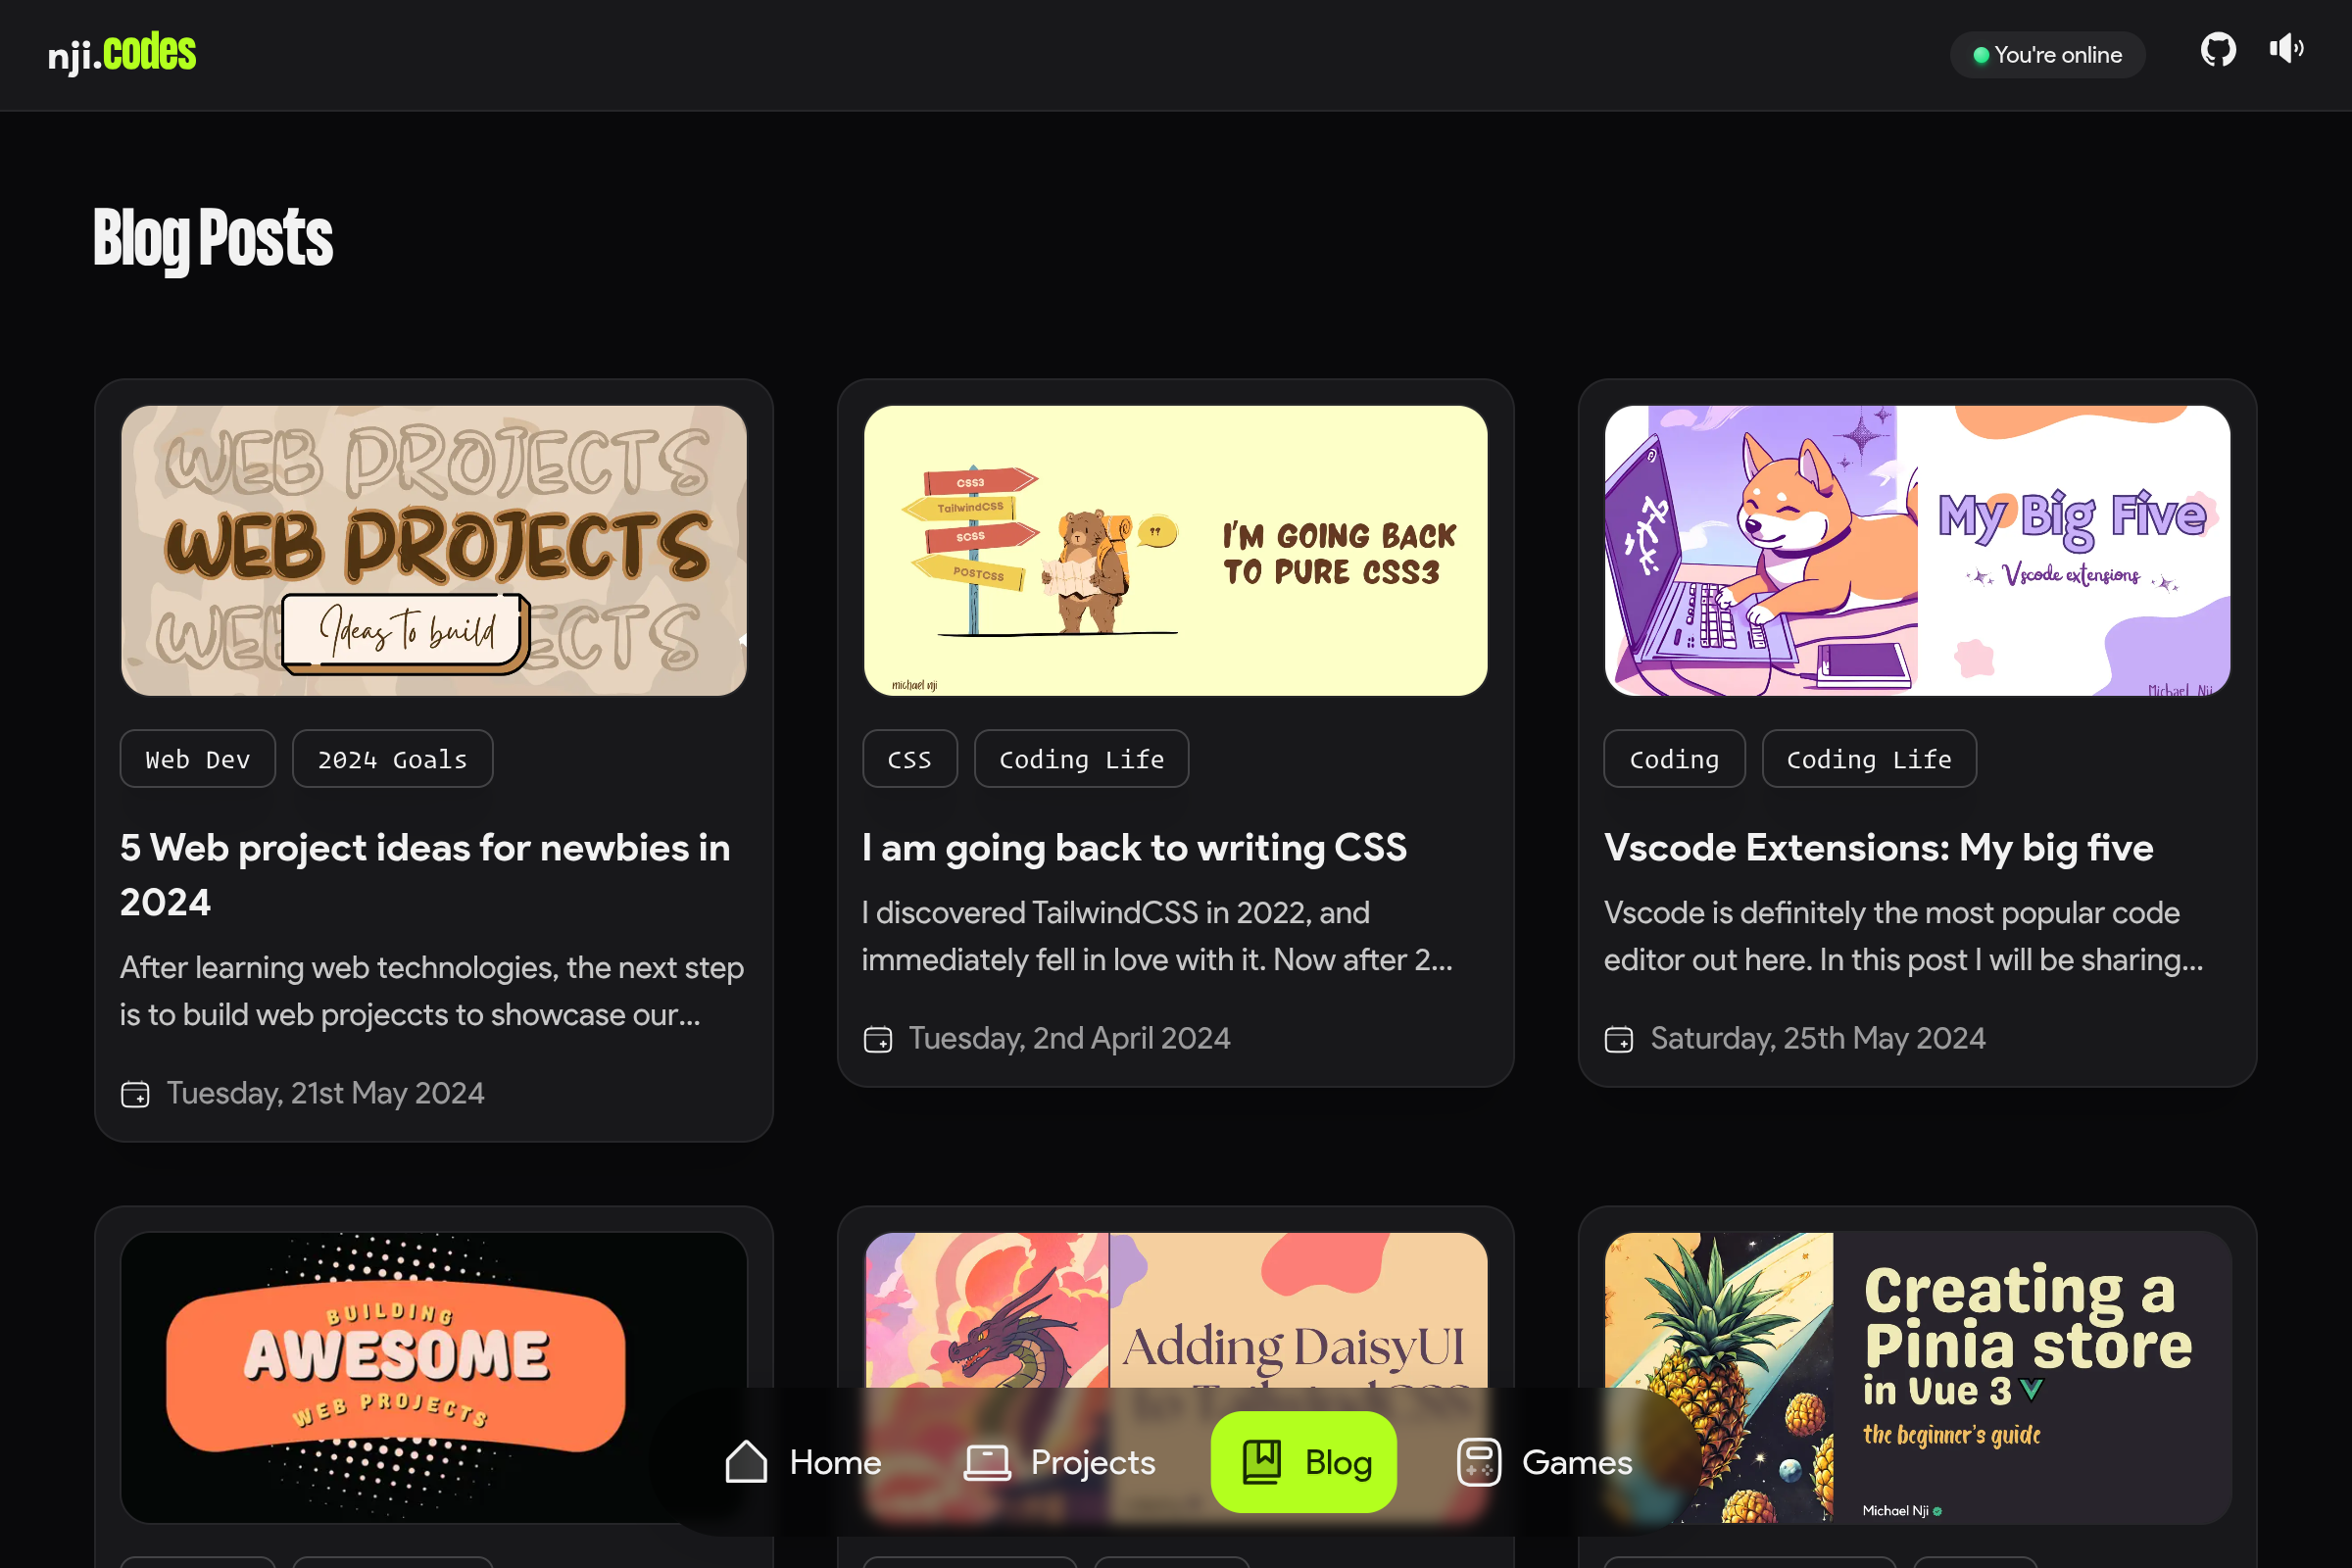 nji.codes
You're online
Blog Posts
WEB PROJECTS
WEB PROJECTS
WEB ECTS
Ideas To build
Web Dev
2024 Goals
5 Web project ideas for newbies in
2024
After learning web technologies, the next step
is to build web projeccts to showcase our...
Tuesday, 21st May 2024
CSS3
TailwindCSS
SCSS
POSTCSS
??
I'M GOING BACK
TO PURE CSS3
michael nji
CSS
Coding Life
I am going back to writing CSS
I discovered TailwindCSS in 2022, and
immediately fell in love with it. Now after 2...
Tuesday, 2nd April 2024
My Big Five
Vscode extensions
Michael Nji
Coding
Coding Life
Vscode Extensions: My big five
Vscode is definitely the most popular code
editor out here. In this post I will be sharing...
Saturday, 25th May 2024
BUILDING
AWESOME
WEB PROJECTS
Adding DaisyUI
to TailwindCSS
Creating a
Pinia store
in Vue 3
the beginner's guide
Michael Nji
Home
Projects
Blog
Games